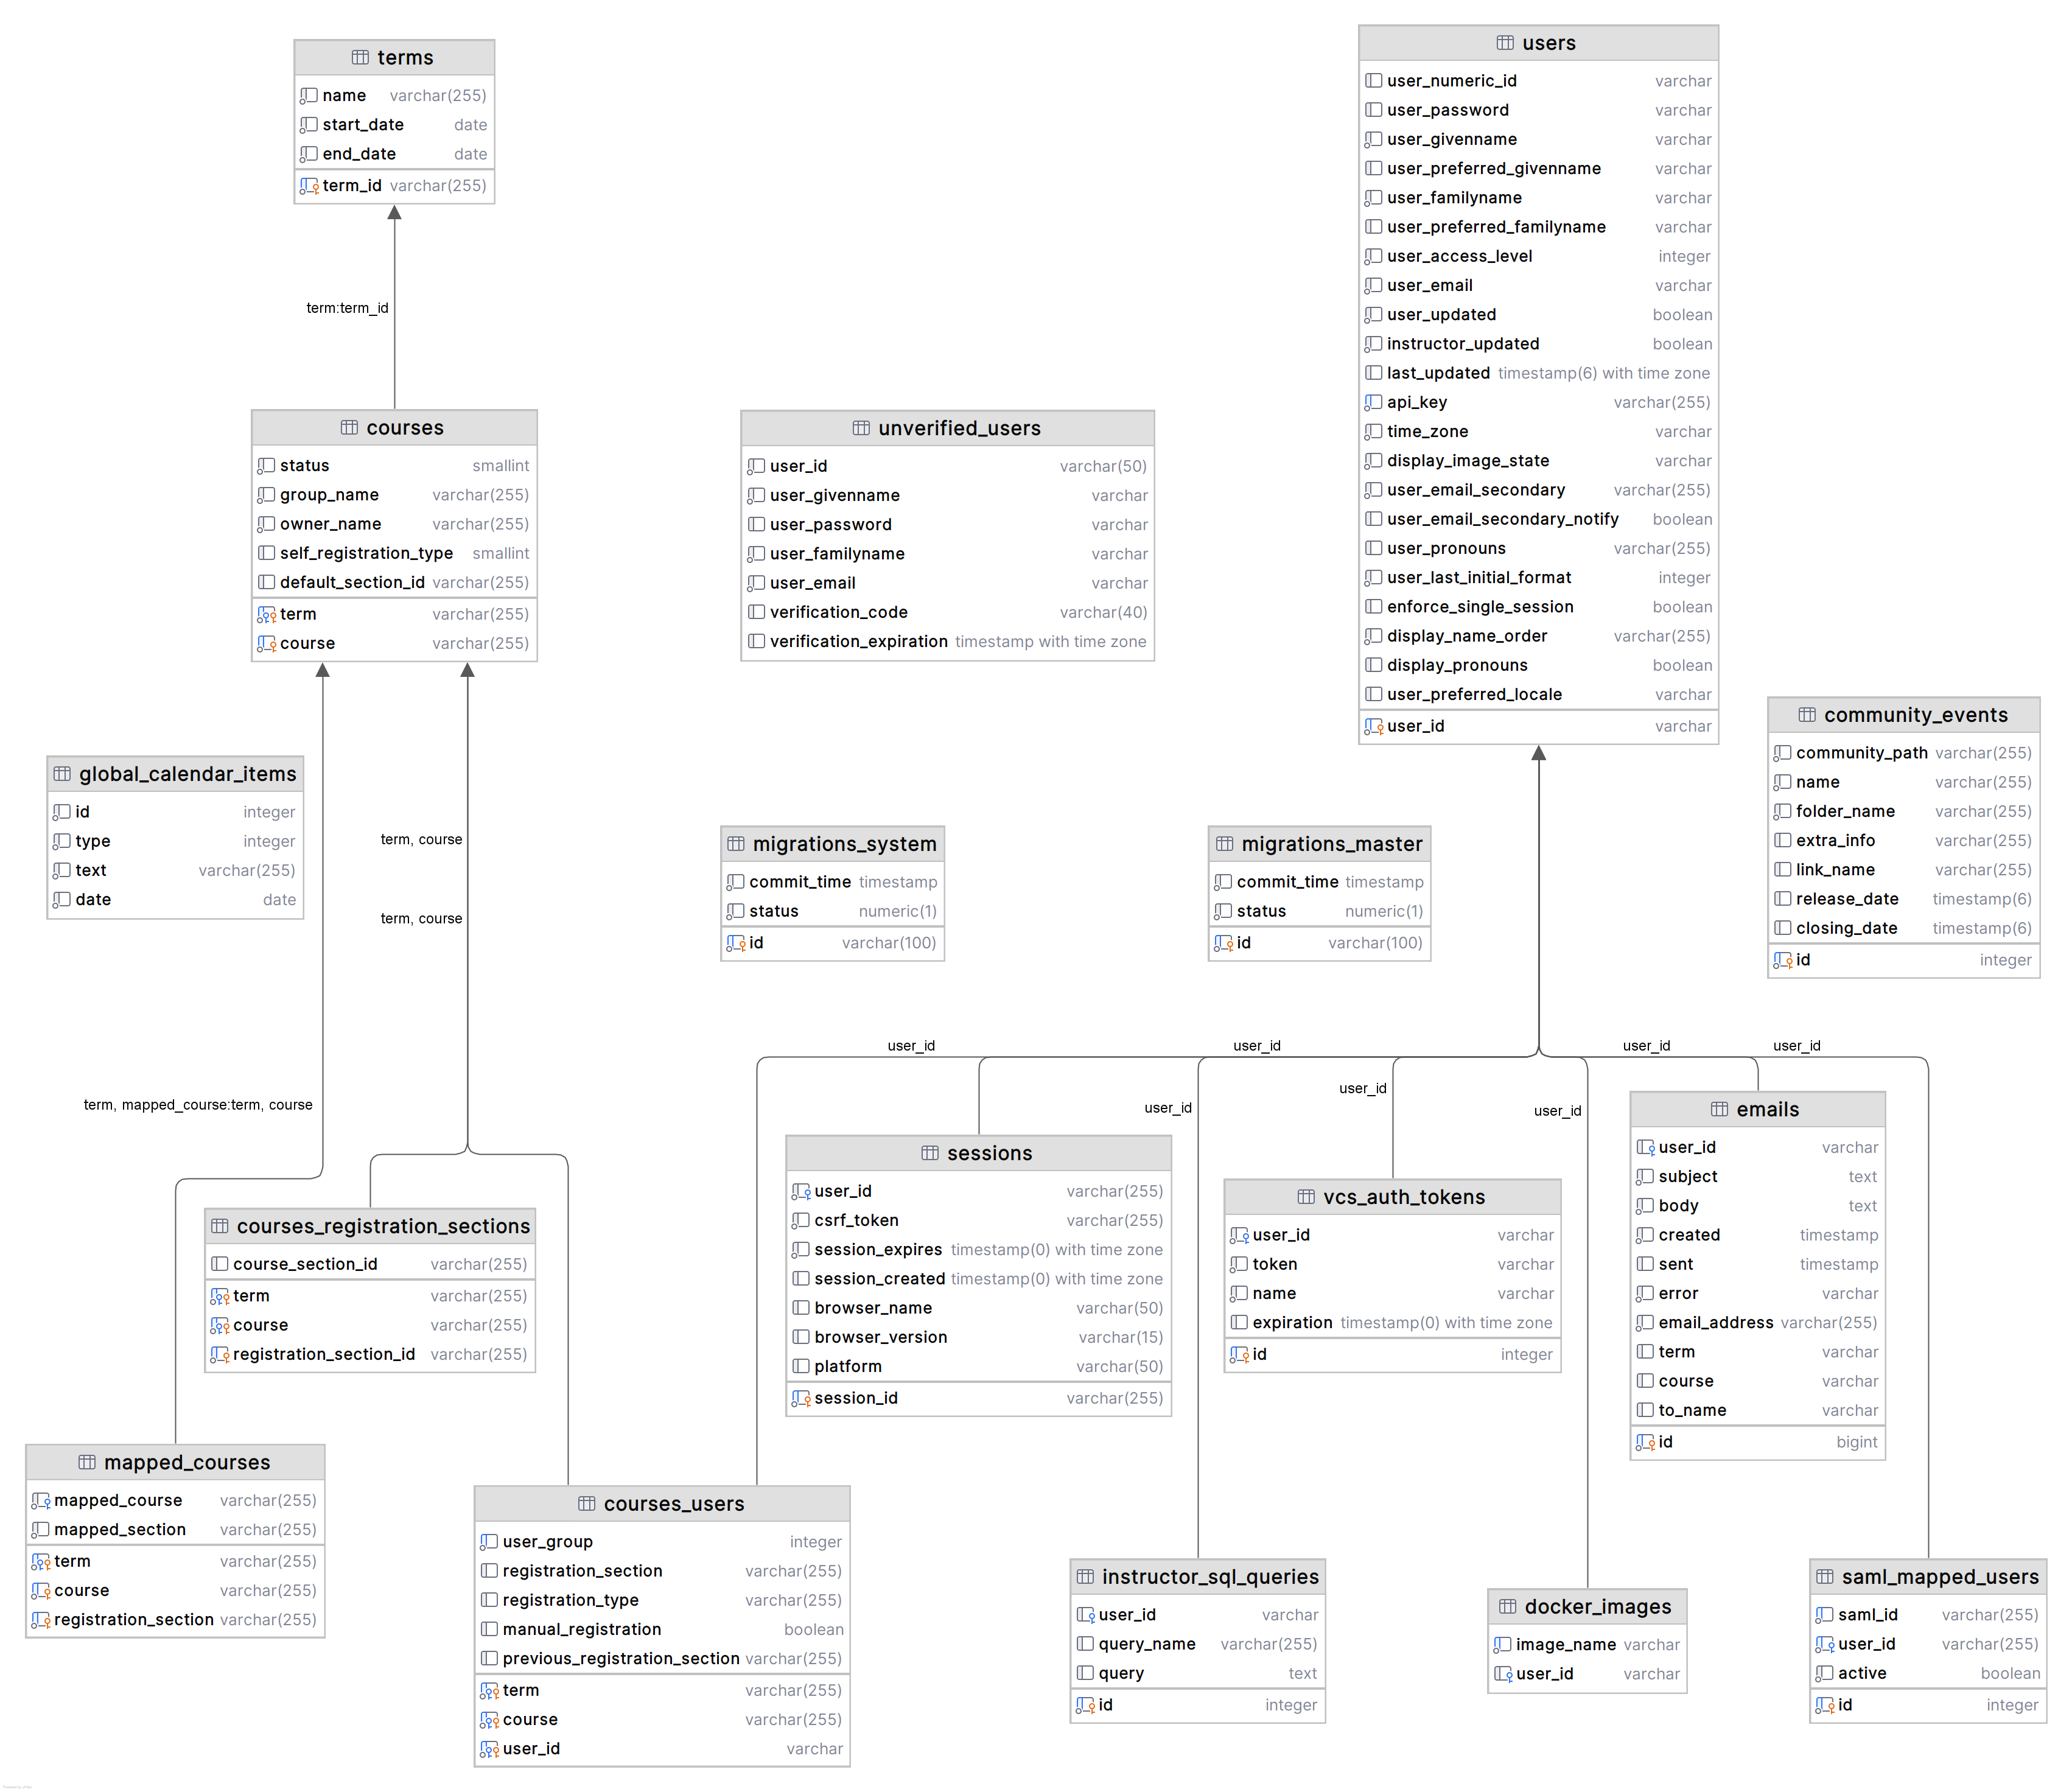 terms
name varchar(255)
start_date date
end_date date
term_id varchar(255)
term:term_id
courses
status smallint
group_name varchar(255)
owner_name varchar(255)
self_registration_type smallint
default_section_id varchar(255)
term varchar(255)
course varchar(255)
unverified_users
user_id varchar(50)
user_givenname varchar
user_password varchar
user_familyname varchar
user_email varchar
verification_code varchar(40)
verification_expiration timestamp with time zone
users
user_numeric_id varchar
user_password varchar
user_givenname varchar
user_preferred_givenname varchar
user_familyname varchar
user_preferred_familyname varchar
user_access_level integer
user_email varchar
user_updated boolean
instructor_updated boolean
last_updated timestamp(6) with time zone
api_key varchar(255)
time_zone varchar
display_image_state varchar
user_email_secondary varchar(255)
user_email_secondary_notify boolean
user_pronouns varchar(255)
user_last_initial_format integer
enforce_single_session boolean
display_name_order varchar(255)
display_pronouns boolean
user_preferred_locale varchar
user_id varchar
community_events
community_path varchar(255)
name varchar(255)
folder_name varchar(255)
extra_info varchar(255)
link_name varchar(255)
release_date timestamp(6)
closing_date timestamp(6)
id integer
global_calendar_items
id integer
type integer
text varchar(255)
date date
term, course
term, course
term, mapped_course:term, course
migrations_system
commit_time timestamp
status numeric(1)
id varchar(100)
migrations_master
commit_time timestamp
status numeric(1)
id varchar(100)
user_id
user_id
user_id
user_id
user_id
user_id
user_id
courses_registration_sections
course_section_id varchar(255)
term varchar(255)
course varchar(255)
registration_section_id varchar(255)
sessions
user_id varchar(255)
csrf_token varchar(255)
session_expires timestamp(0) with time zone
session_created timestamp(0) with time zone
browser_name varchar(50)
browser_version varchar(15)
platform varchar(50)
session_id varchar(255)
vcs_auth_tokens
user_id varchar
token varchar
name varchar
expiration timestamp(0) with time zone
id integer
emails
user_id varchar
subject text
body text
created timestamp
sent timestamp
error varchar
email_address varchar(255)
term varchar
course varchar
to_name varchar
id bigint
mapped_courses
mapped_course varchar(255)
mapped_section varchar(255)
term varchar(255)
course varchar(255)
registration_section varchar(255)
courses_users
user_group integer
registration_section varchar(255)
registration_type varchar(255)
manual_registration boolean
previous_registration_section varchar(255)
term varchar(255)
course varchar(255)
user_id varchar
instructor_sql_queries
user_id varchar
query_name varchar(255)
query text
id integer
docker_images
image_name varchar
user_id varchar
saml_mapped_users
saml_id varchar(255)
user_id varchar(255)
active boolean
id integer